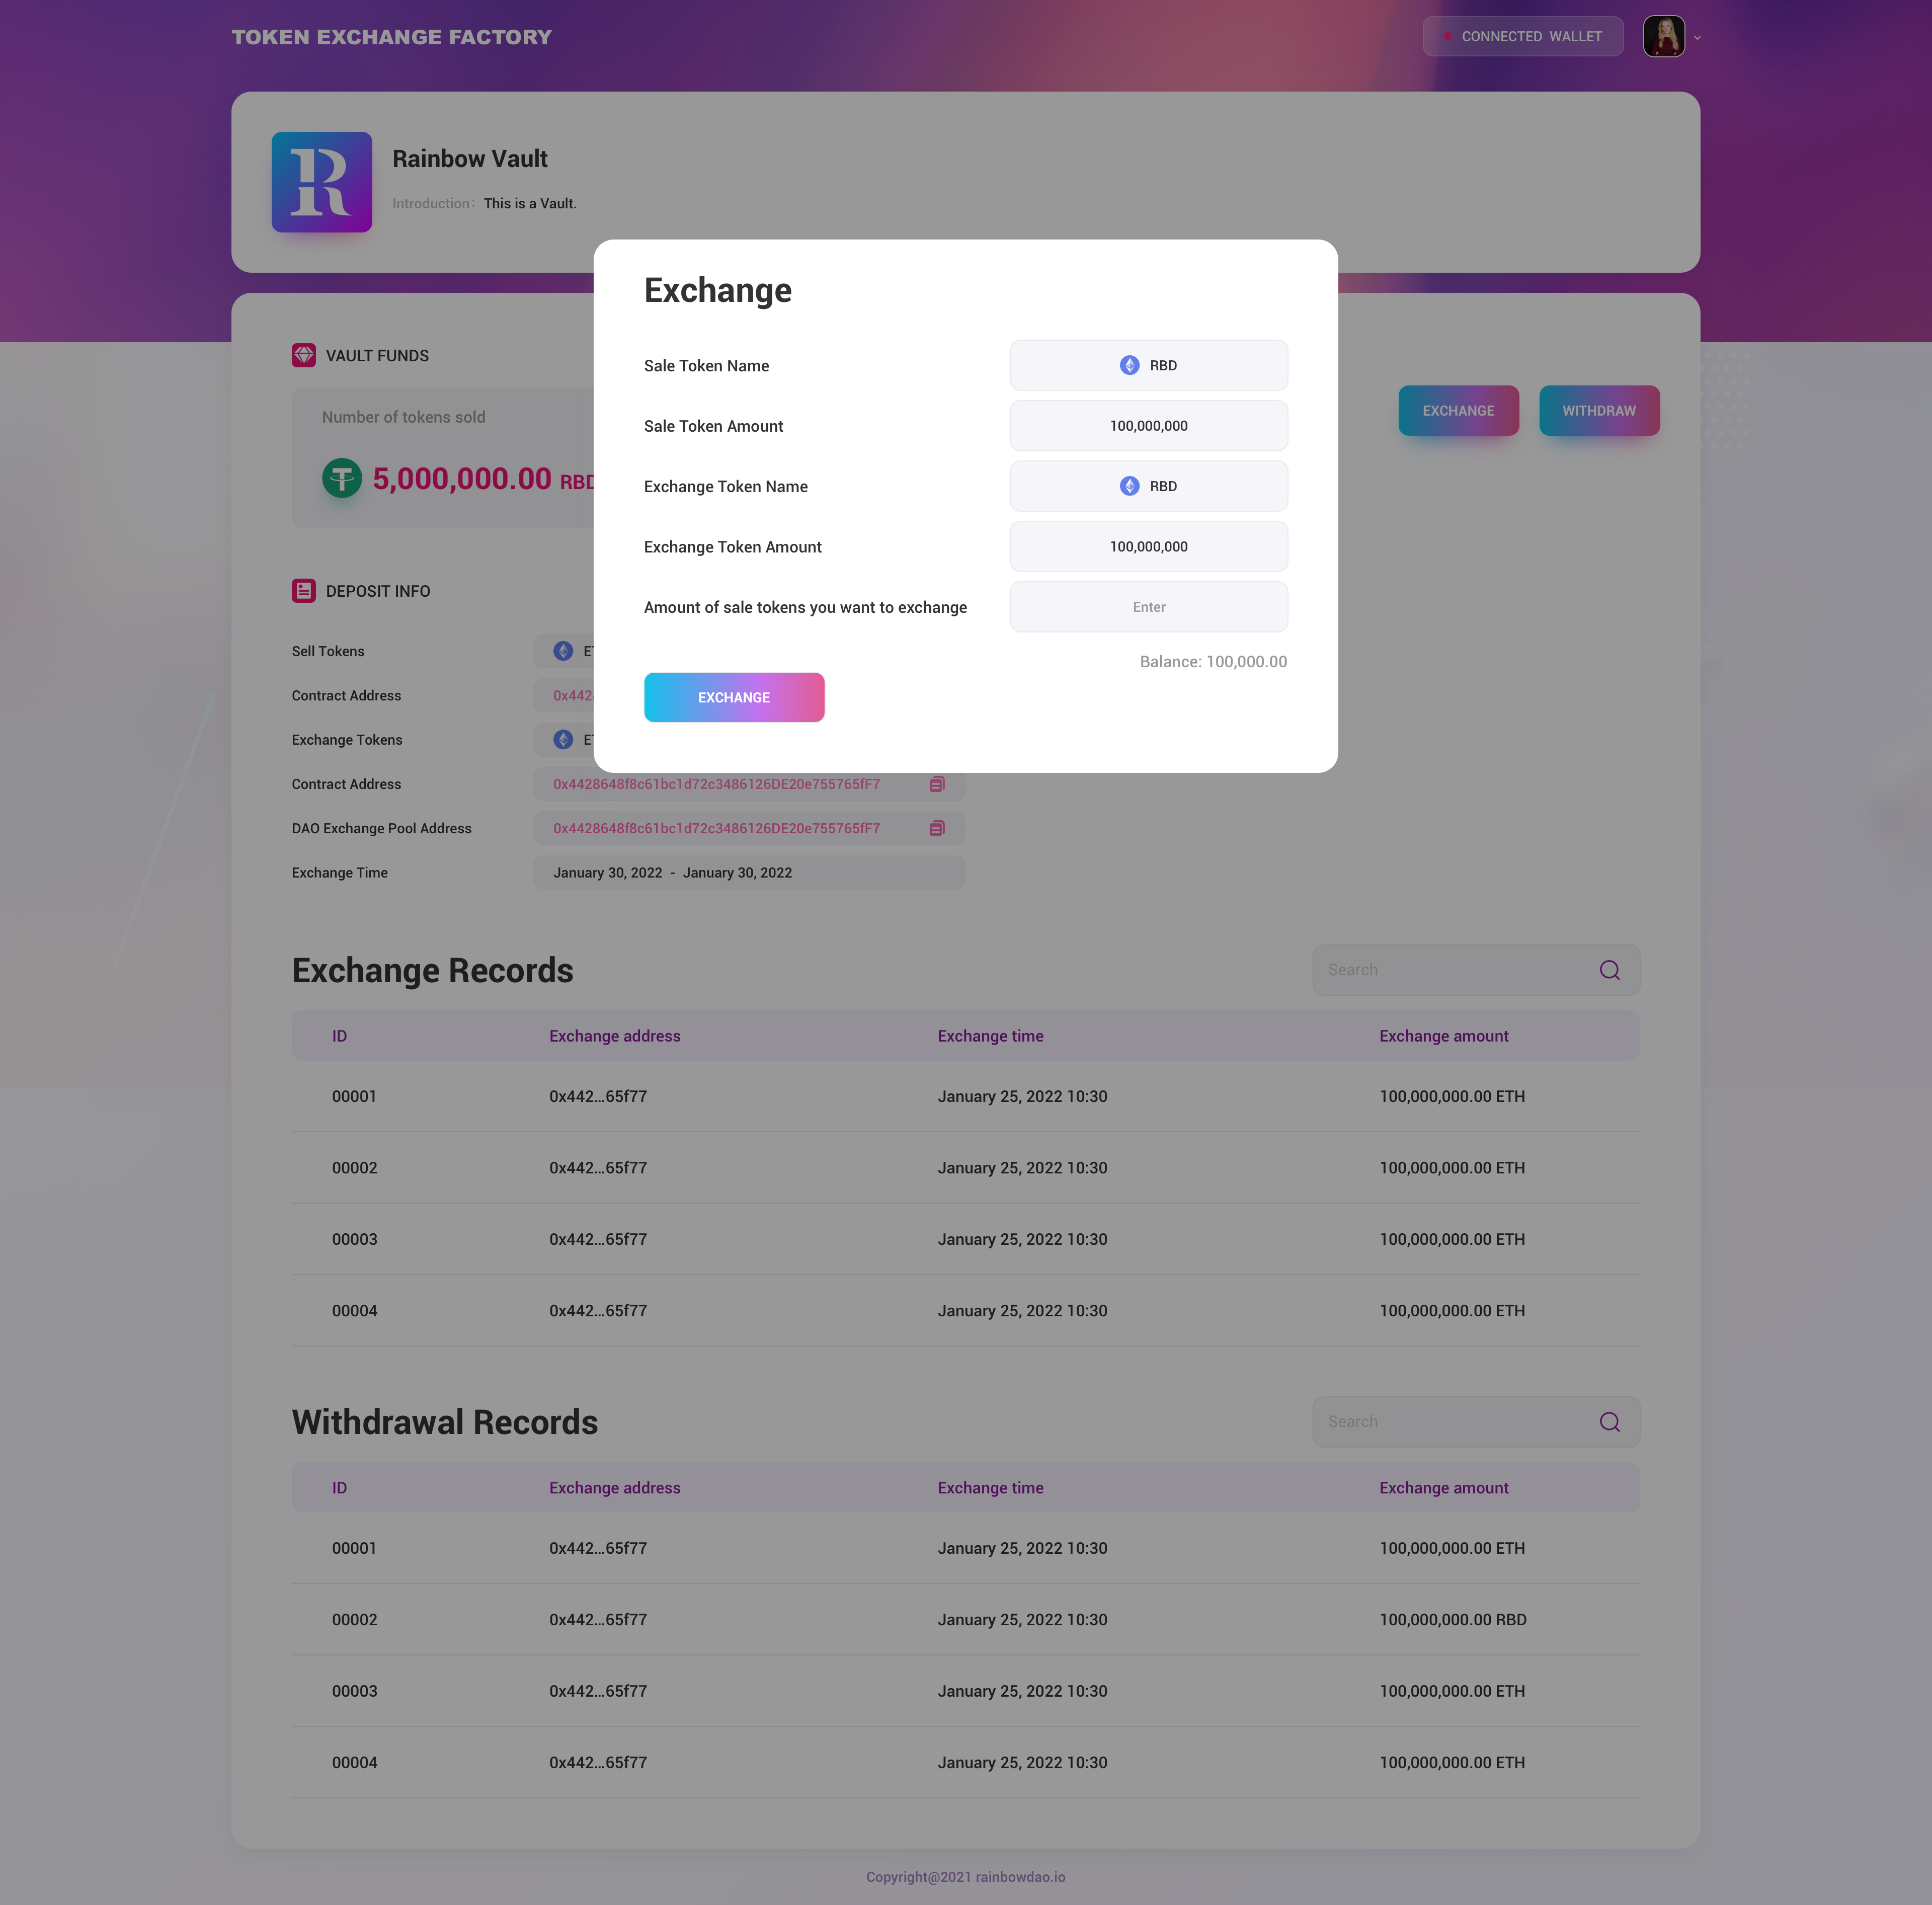 TOKEN EXCHANGE FACTORY
CONNECTED WALLET
R
Rainbow Vault
Introduction: This is a Vault.
Exchange
Sale Token Name RBD
Sale Token Amount 100,000,000
Exchange Token Name RBD
Exchange Token Amount 100,000,000
Amount of sale tokens you want to exchange Enter
Balance: 100,000.00
EXCHANGE
VAULT FUNDS
Number of tokens sold
5,000,000.00 RBD
EXCHANGE WITHDRAW
DEPOSIT INFO
Sell Tokens
Contract Address 0x442
Exchange Tokens
Contract Address 0x4428648f8c61bc1d72c3486126DE20e755765fF7
DAO Exchange Pool Address 0x4428648f8c61bc1d72c3486126DE20e755765fF7
Exchange Time January 30, 2022 - January 30, 2022
Exchange Records Search
ID Exchange address Exchange time Exchange amount
00001 0x442...65f77 January 25, 2022 10:30 100,000,000.00 ETH
00002 0x442...65f77 January 25, 2022 10:30 100,000,000.00 ETH
00003 0x442...65f77 January 25, 2022 10:30 100,000,000.00 ETH
00004 0x442...65f77 January 25, 2022 10:30 100,000,000.00 ETH
Withdrawal Records Search
ID Exchange address Exchange time Exchange amount
00001 0x442...65f77 January 25, 2022 10:30 100,000,000.00 ETH
00002 0x442...65f77 January 25, 2022 10:30 100,000,000.00 RBD
00003 0x442...65f77 January 25, 2022 10:30 100,000,000.00 ETH
00004 0x442...65f77 January 25, 2022 10:30 100,000,000.00 ETH
Copyright@2021 rainbowdao.io